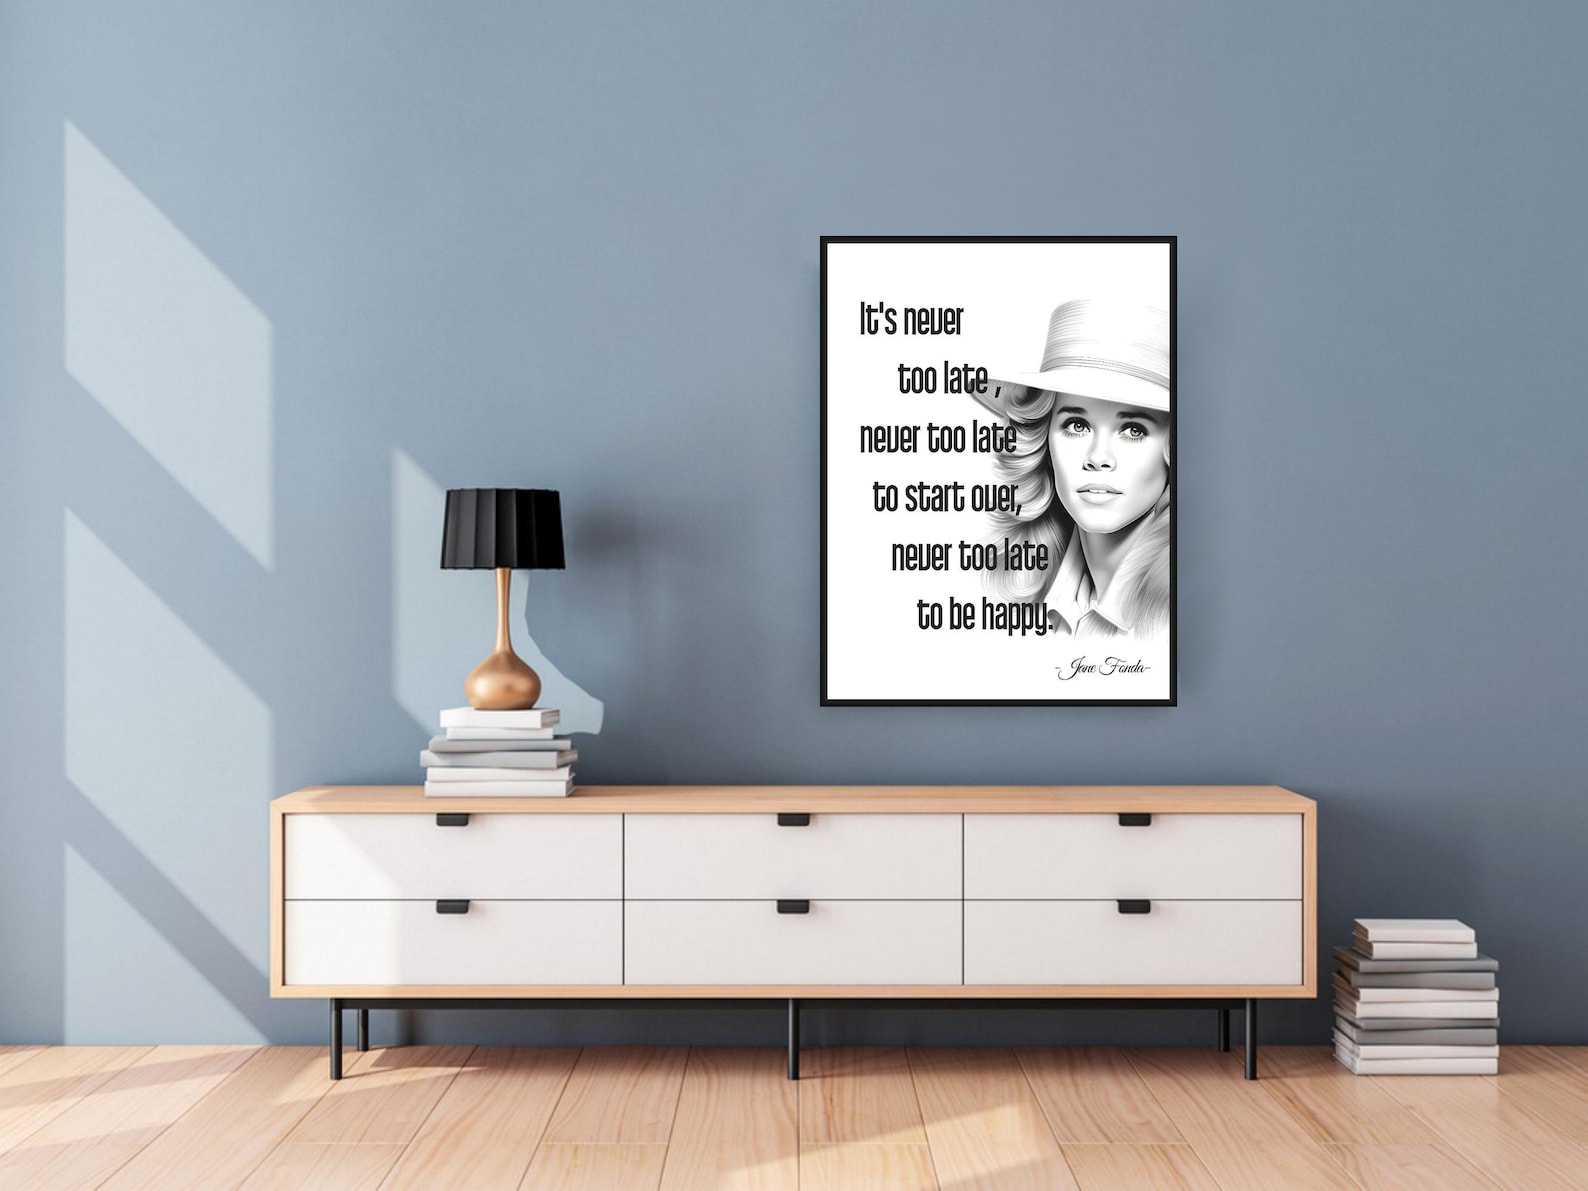 It's never
too late ,
never too late
to start over,
never too late
to be happy.
- Jane Fonda-